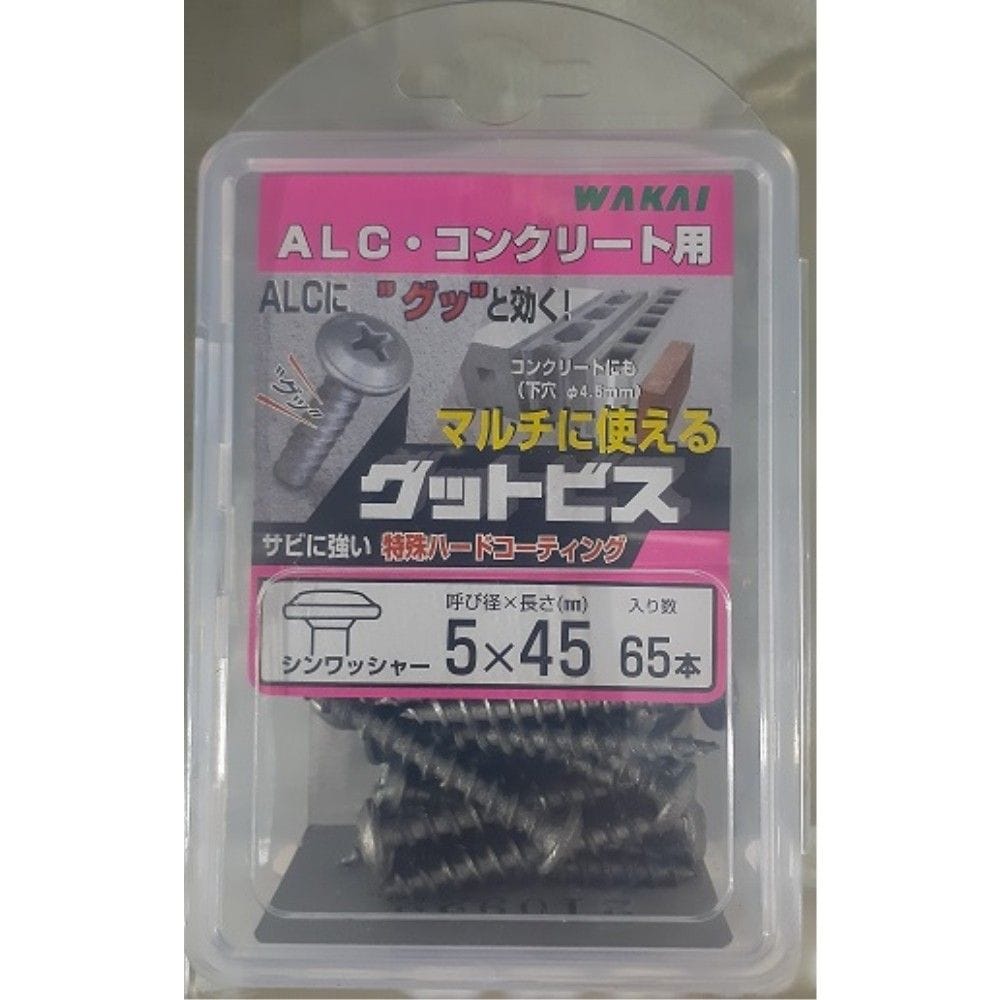 WAKAI
ALC・コンクリート用
ALCに "グッ"と効く!
"グッ"
コンクリートにも
(下穴 φ4.5mm)
マルチに使える
グットビス
サビに強い 特殊ハードコーティング
呼び径×長さ(㎜) 入り数
シンワッシャー 5×45 65本